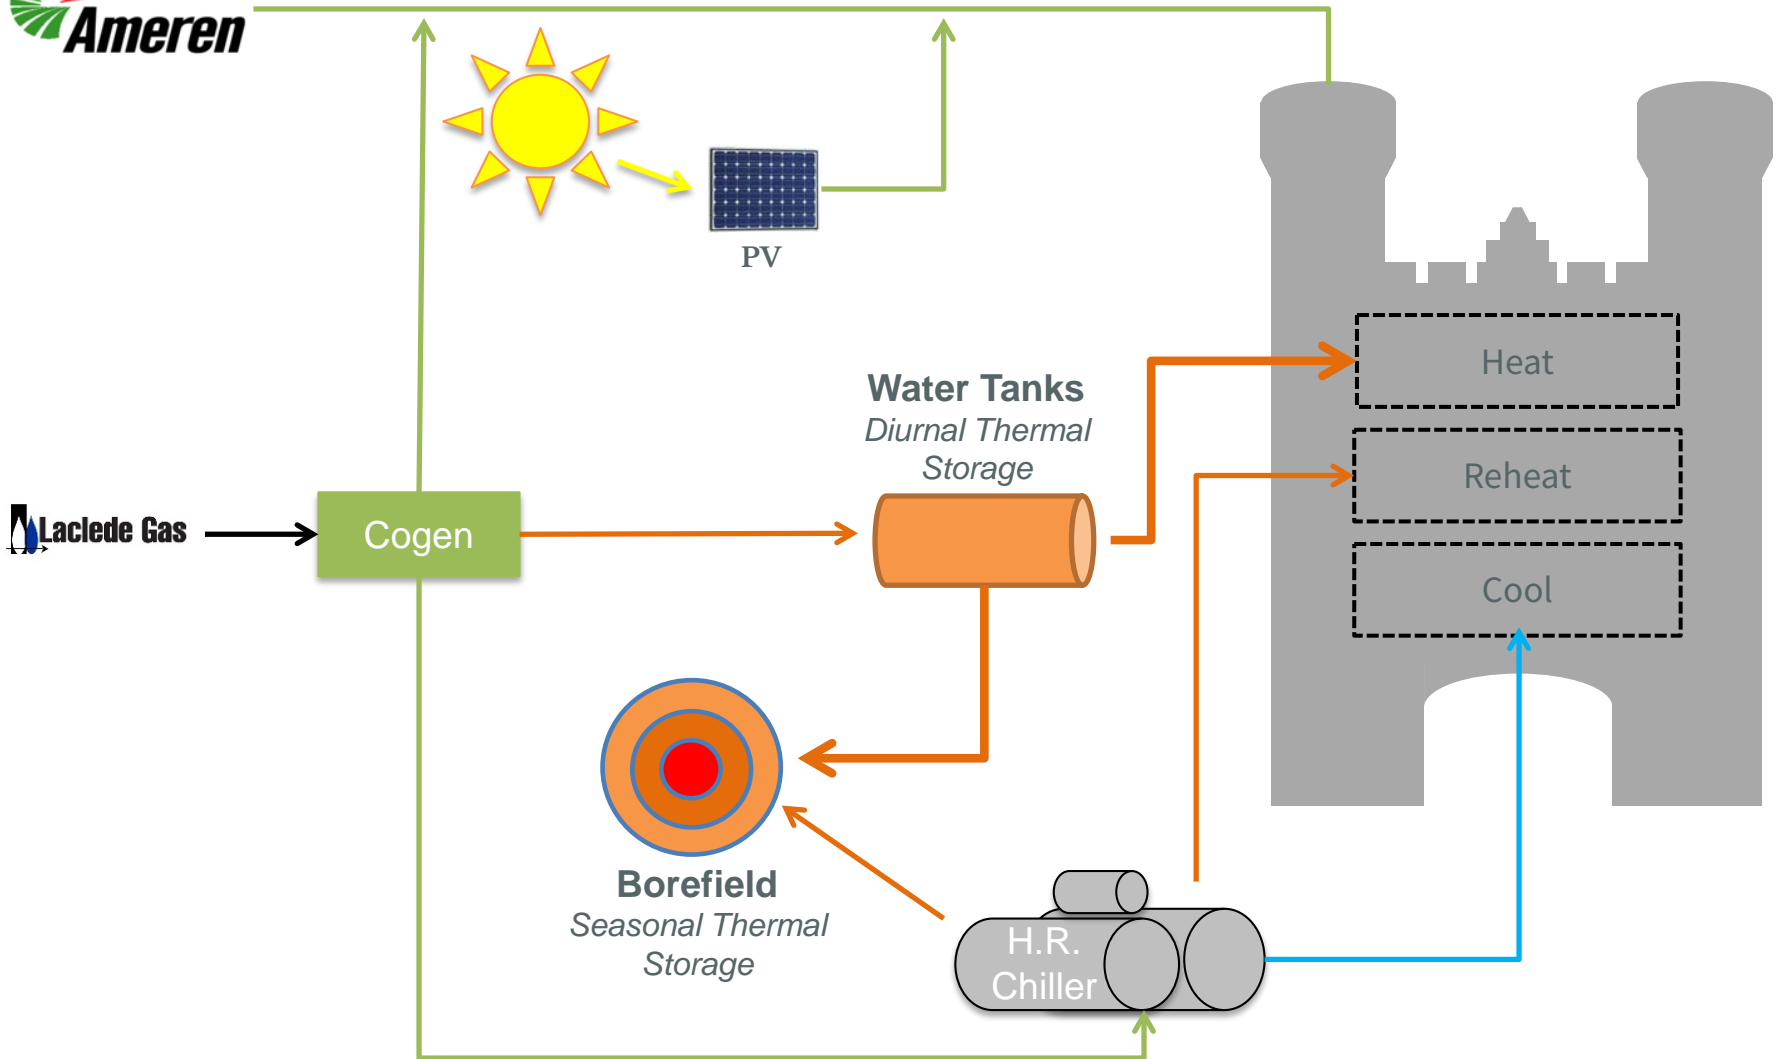 Ameren
PV
Water Tanks
Diurnal Thermal
Storage
Heat
Reheat
Cool
Laclede Gas
Cogen
Borefield
Seasonal Thermal
Storage
H.R.
Chiller